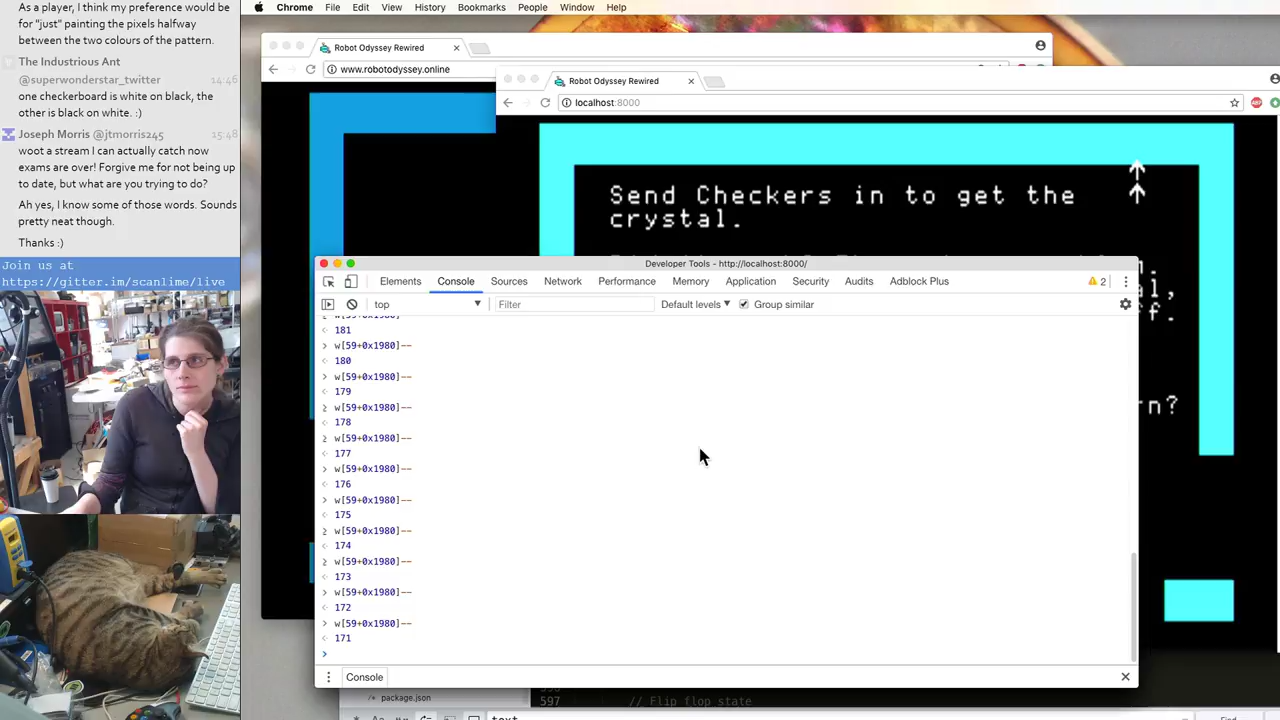 As a player, I think my preference would be
for "just" painting the pixels halfway
between the two colours of the pattern.
The Industrious Ant
@superwonderstar_twitter 14:46
one checkerboard is white on black, the
other is black on white. :)
Joseph Morris @jtmorris245 15:48
woot a stream I can actually catch now
exams are over! Forgive me for not being up
to date, but what are you trying to do?
Ah yes, I know some of those words. Sounds
pretty neat though.
Thanks :)
Join us at
https://gitter.im/scanlime/live
Chrome File Edit View History Bookmarks People Window Help
Robot Odyssey Rewired
www.robotodyssey.online
Robot Odyssey Rewired
localhost:8000
Send Checkers in to get the
crystal.
rn?
Developer Tools - http://localhost:8000/
Elements Console Sources Network Performance Memory Application Security Audits Adblock Plus 2
top Filter Default levels Group similar
w[59+0x1980]--
181
w[59+0x1980]--
180
w[59+0x1980]--
179
w[59+0x1980]--
178
w[59+0x1980]--
177
w[59+0x1980]--
176
w[59+0x1980]--
175
w[59+0x1980]--
174
w[59+0x1980]--
173
w[59+0x1980]--
172
w[59+0x1980]--
171
Console
package.json
597 // Flip flop state
text
Find